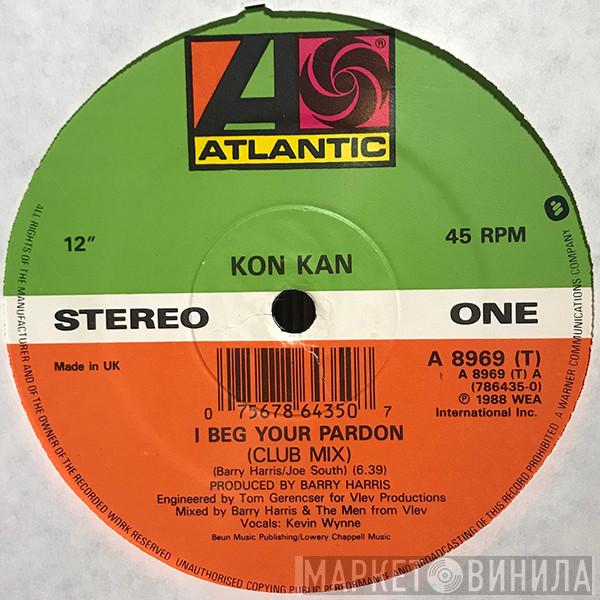 ATLANTIC
®
12"
45 RPM
KON KAN
STEREO
ONE
Made in UK
A 8969 (T)
A 8969 (T) A
(786435-0)
℗ 1988 WEA
International Inc.
0 75678 64350 7
I BEG YOUR PARDON
(CLUB MIX)
(Barry Harris/Joe South) (6.39)
PRODUCED BY BARRY HARRIS
Engineered by Tom Gerencser for Vlev Productions
Mixed by Barry Harris & The Men from Vlev
Vocals: Kevin Wynne
Beun Music Publishing/Lowery Chappell Music
ALL RIGHTS OF THE MANUFACTURER AND OF THE OWNER OF THE RECORDED WORK RESERVED. UNAUTHORISED COPYING PUBLIC PERFORMANCE AND BROADCASTING OF THIS RECORD PROHIBITED. A WARNER COMMUNICATIONS COMPANY
МАРКЕТ ВИНИЛА